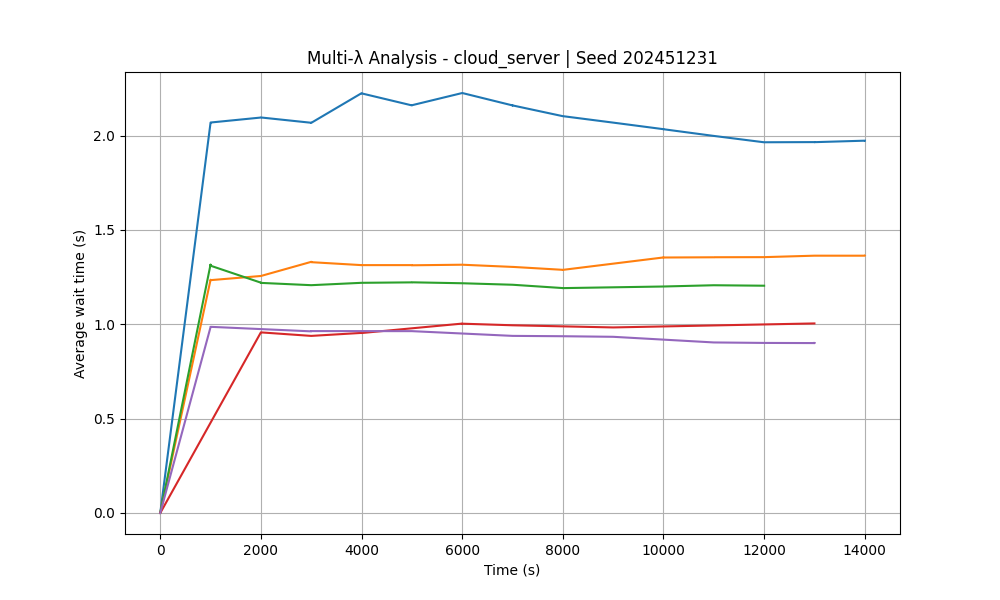 Multi-λ Analysis - cloud_server | Seed 202451231
Average wait time (s)
2.0
1.5
1.0
0.5
0.0
0 2000 4000 6000 8000 10000 12000 14000
Time (s)